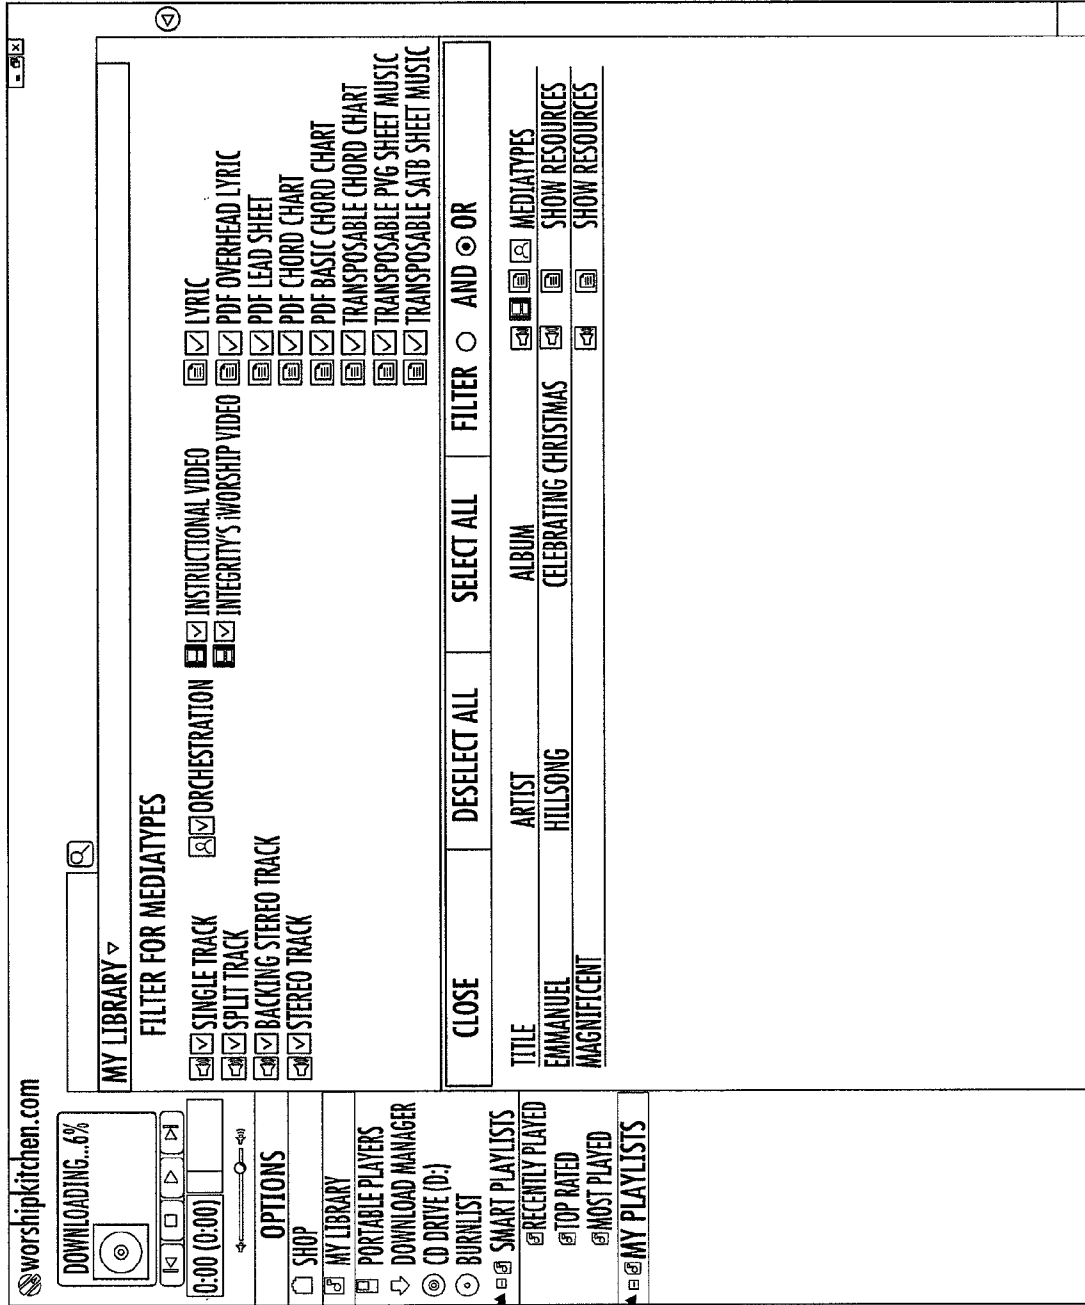 worshipkitchen.com
DOWNLOADING...6%
0:00 (0:00)
OPTIONS
SHOP
MY LIBRARY
PORTABLE PLAYERS
DOWNLOAD MANAGER
CD DRIVE (D:)
BURNLIST
SMART PLAYLISTS
RECENTLY PLAYED
TOP RATED
MOST PLAYED
MY PLAYLISTS
MY LIBRARY
FILTER FOR MEDIATYPES
SINGLE TRACK
SPLIT TRACK
BACKING STEREO TRACK
STEREO TRACK
ORCHESTRATION
INSTRUCTIONAL VIDEO
INTEGRITY'S iWORSHIP VIDEO
LYRIC
PDF OVERHEAD LYRIC
PDF LEAD SHEET
PDF CHORD CHART
PDF BASIC CHORD CHART
TRANSPOSABLE CHORD CHART
TRANSPOSABLE PVG SHEET MUSIC
TRANSPOSABLE SATB SHEET MUSIC
CLOSE DESELECT ALL SELECT ALL FILTER AND OR
TITLE ARTIST ALBUM MEDIATYPES
EMMANUEL HILLSONG CELEBRATING CHRISTMAS SHOW RESOURCES
MAGNIFICENT SHOW RESOURCES